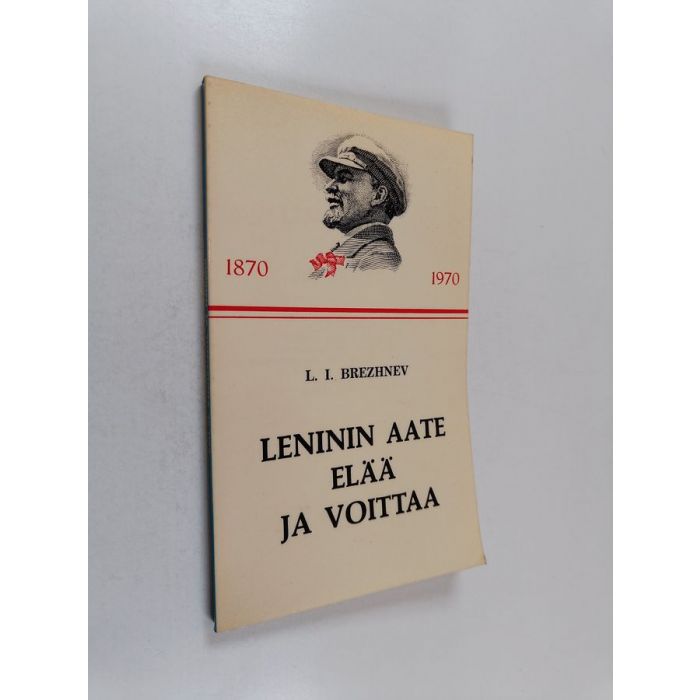 1870 1970
L. I. BREZHNEV
LENININ AATE
ELÄÄ
JA VOITTAA